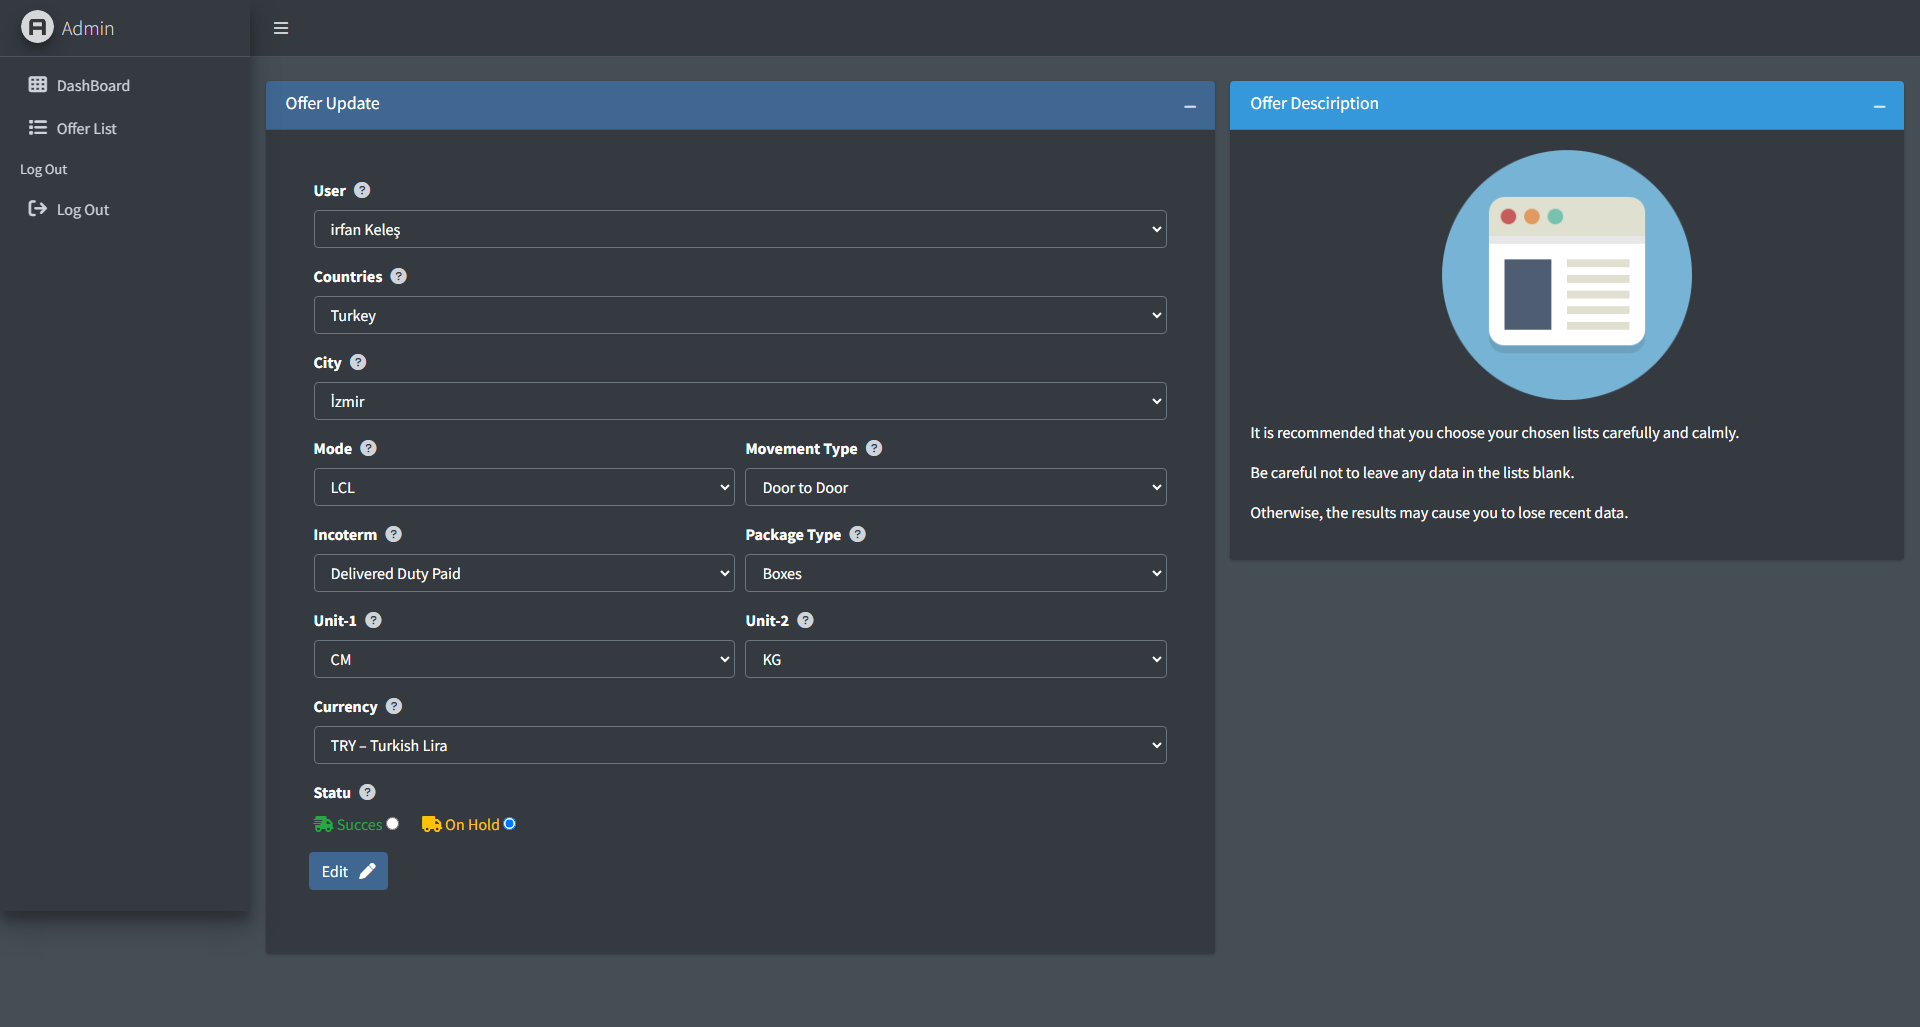 Admin
DashBoard
Offer List
Log Out
Log Out
Offer Update
User
irfan Keleş
Countries
Turkey
City
İzmir
Mode
Movement Type
LCL
Door to Door
Incoterm
Package Type
Delivered Duty Paid
Boxes
Unit-1
Unit-2
CM
KG
Currency
TRY – Turkish Lira
Statu
Succes
On Hold
Edit
Offer Desciription
It is recommended that you choose your chosen lists carefully and calmly.
Be careful not to leave any data in the lists blank.
Otherwise, the results may cause you to lose recent data.